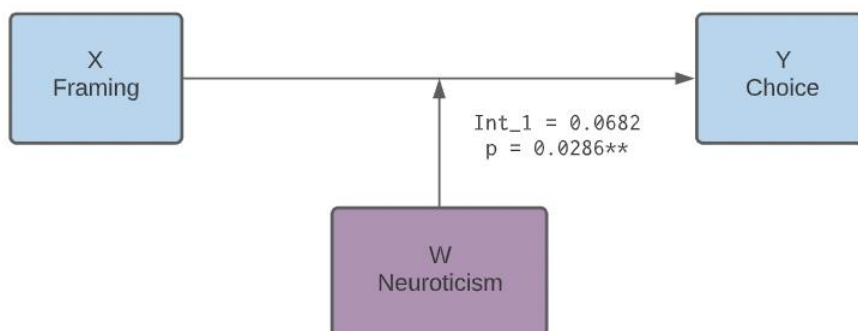 X
Framing
Y
Choice
Int_1 = 0.0682
p = 0.0286**
W
Neuroticism